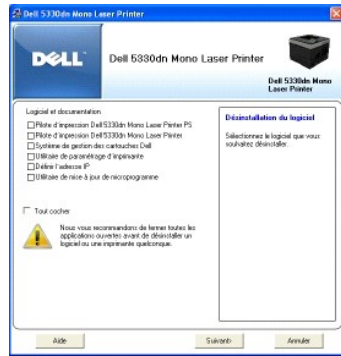 Dell 5330dn Mono Laser Printer
DELL
Dell 5330dn Mono Laser Printer
Dell 5330dn Mono
Laser Printer
Logiciel et documentation
Pilote d'impression Dell 5330dn Mono Laser Printer PS
Pilote d'impression Dell 5330dn Mono Laser Printer
Système de gestion des cartouches Dell
Utilitaire de paramétrage d'imprimante
Définir l'adresse IP
Utilitaire de mise à jour de micropogramme
Tout cocher
Nous vous recommandons de fermer toutes les
applications ouvertes avant de désinstaller un
logiciel ou une imprimante quelconque.
Désinstallation du logiciel
Sélectionnez le logiciel que vous
souhaitez désinstaller.
Aide
Suivant>
Annuler